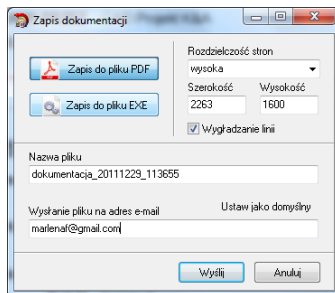 Zapis dokumentacji
Zapis do pliku PDF
Zapis do pliku EXE
Rozdzielczość stron
wysoka
Szerokość Wysokość
2263 1600
Wygładzanie linii
Nazwa pliku
dokumentacja_20111229_113655
Wysłanie pliku na adres e-mail Ustaw jako domyślny
marlenaf@gmail.com
Wyślij Anuluj